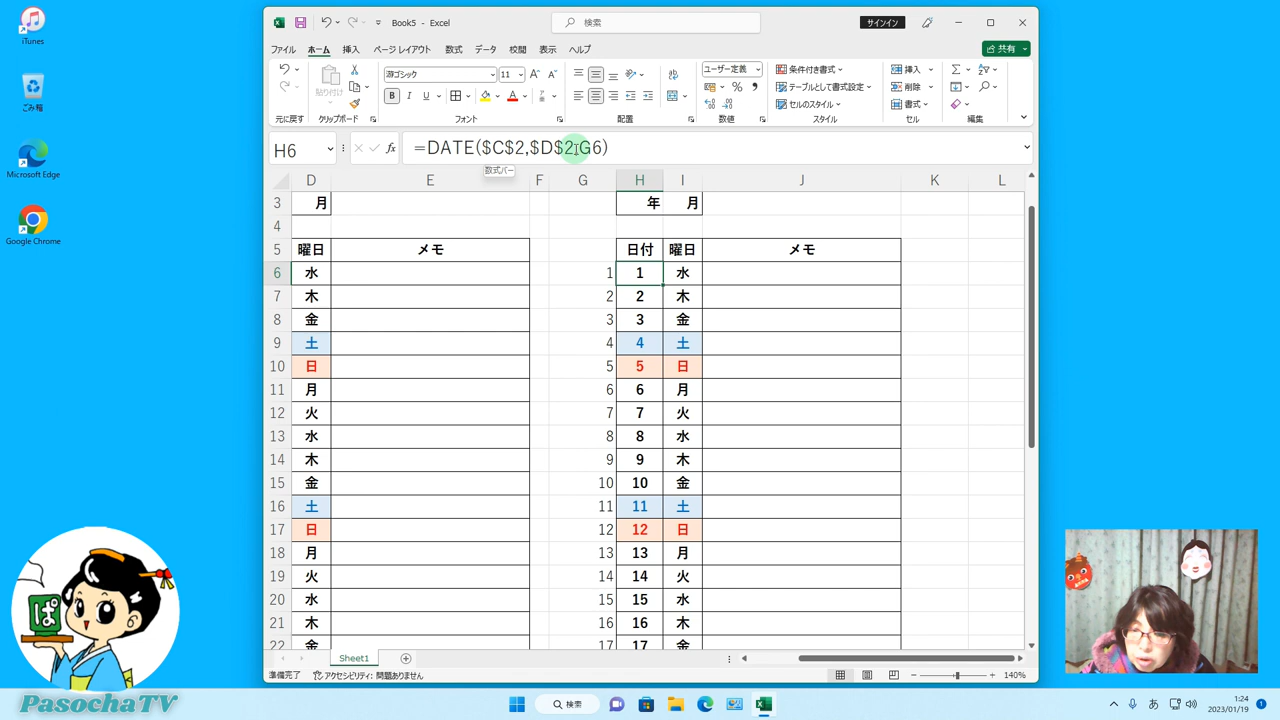 iTunes
ごみ箱
Microsoft Edge
Google Chrome
Book5 - Excel
検索
サインイン
ファイル ホーム 挿入 ページ レイアウト 数式 データ 校閲 表示 ヘルプ
共有
貼り付け
游ゴシック 11
B I U
ユーザー定義
条件付き書式
テーブルとして書式設定
セルのスタイル
挿入
削除
書式
元に戻す クリップボード フォント 配置 数値 スタイル セル 編集
H6 fx =DATE($C$2,$D$2,G6)
数式バー
D E F G H I J K L
3 月 年 月
4
5 曜日 メモ 日付 曜日 メモ
6 水 1 1 水
7 木 2 2 木
8 金 3 3 金
9 土 4 4 土
10 日 5 5 日
11 月 6 6 月
12 火 7 7 火
13 水 8 8 水
14 木 9 9 木
15 金 10 10 金
16 土 11 11 土
17 日 12 12 日
18 月 13 13 月
19 火 14 14 火
20 水 15 15 水
21 木 16 16 木
22 金 17 17 金
Sheet1
準備完了 アクセシビリティ: 問題ありません 140%
ぱ
PasochaTV
検索
あ
1:24
2023/01/19